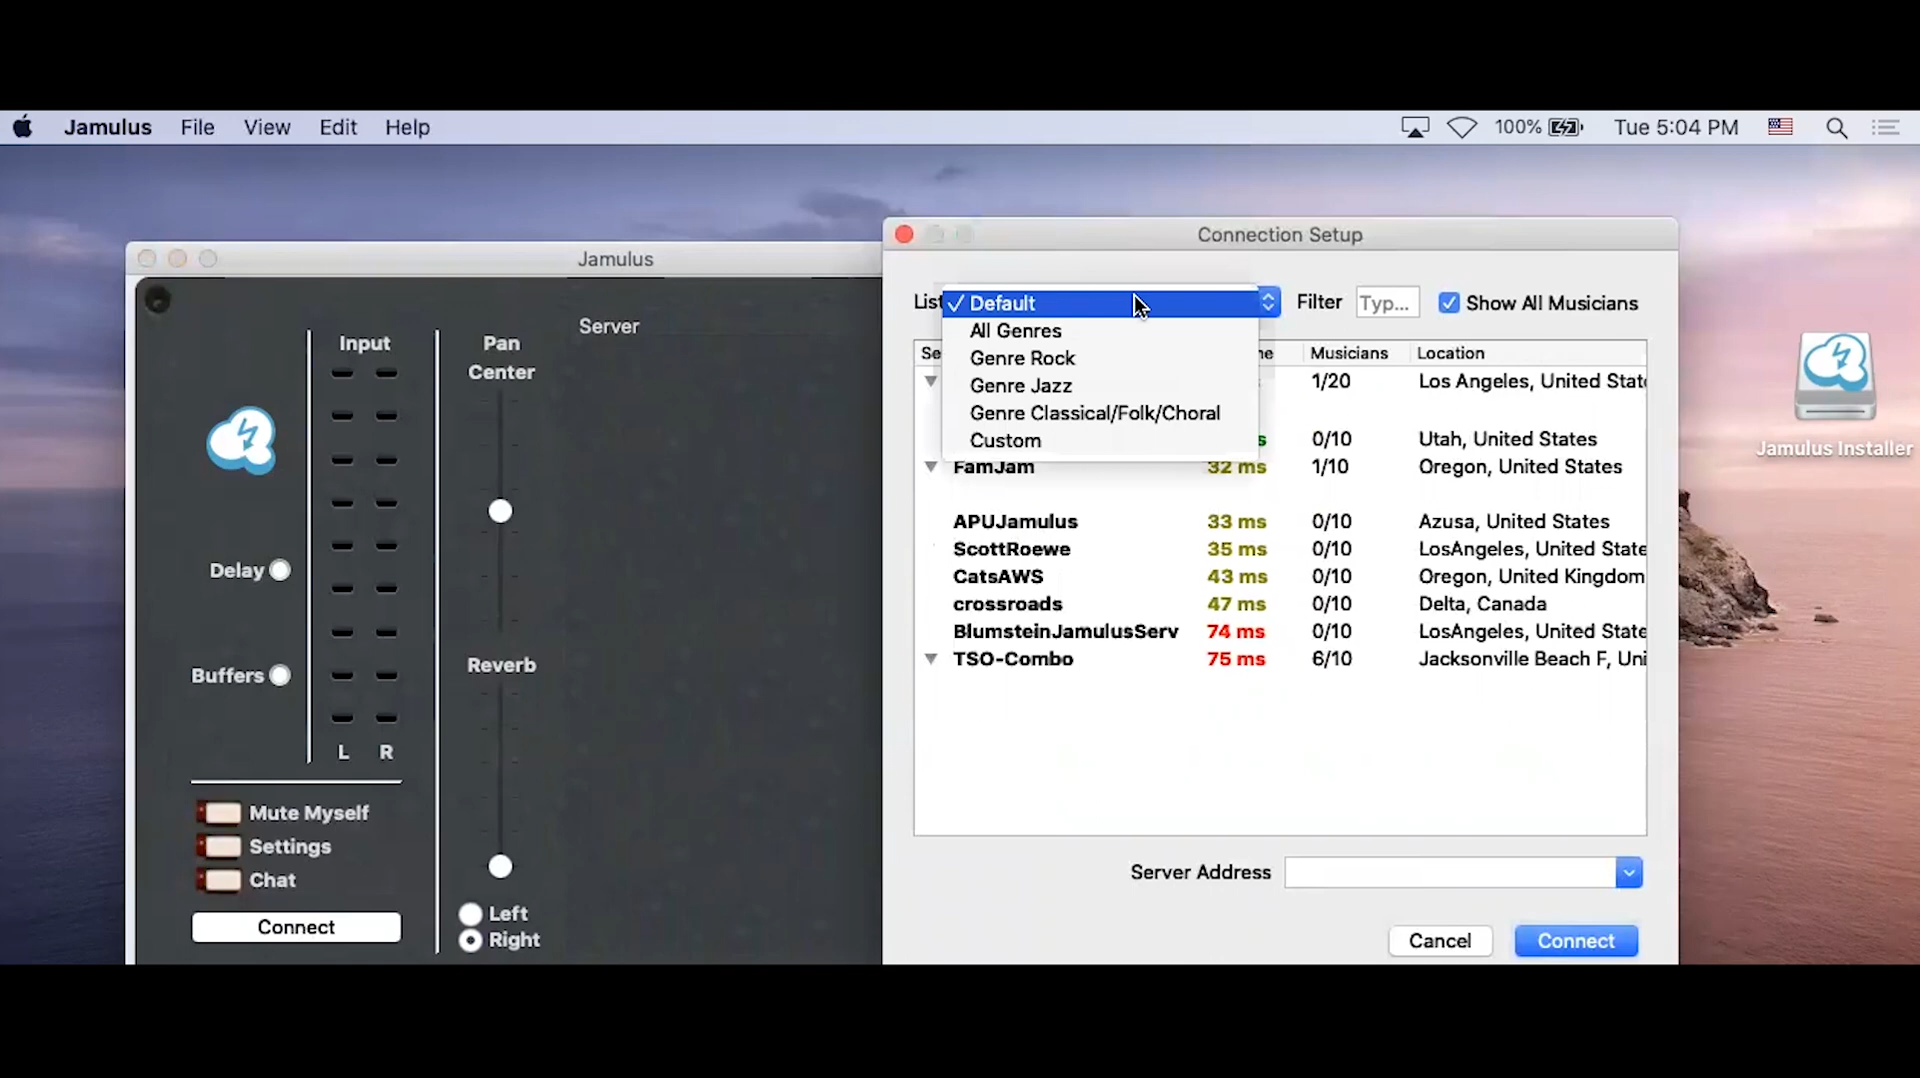 Jamulus File View Edit Help 100% Tue 5:04 PM
Connection Setup
Jamulus
List Default Filter Typ... Show All Musicians
All Genres
Genre Rock
Genre Jazz
Genre Classical/Folk/Choral
Custom
Se ne Musicians Location
1/20 Los Angeles, United State
s 0/10 Utah, United States
FamJam 32 ms 1/10 Oregon, United States
APUJamulus 33 ms 0/10 Azusa, United States
ScottRoewe 35 ms 0/10 LosAngeles, United State
CatsAWS 43 ms 0/10 Oregon, United Kingdom
crossroads 47 ms 0/10 Delta, Canada
BlumsteinJamulusServ 74 ms 0/10 LosAngeles, United State
TSO-Combo 75 ms 6/10 Jacksonville Beach F, Uni
Server Address
Cancel Connect
Server
Input
Pan
Center
Delay
Buffers
Reverb
L R
Mute Myself
Settings
Chat
Connect
Left
Right
Jamulus Installer